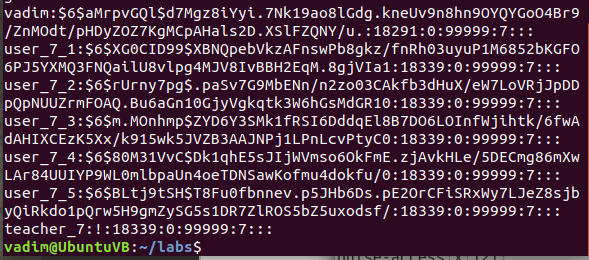 vadim:$6$aMrpvGQl$d7Mgz8iYyi.7Nk19ao8lGdg.kneUv9n8hn9OYQYGoO4Br9
/ZnMOdt/pHDyZOZ7KgMCpAHals2D.XSlFZQNY/u.:18291:0:99999:7:::
user_7_1:$6$XG0CID99$XBNQpebVkzAFnswPb8gkz/fnRh03uyuP1M6852bKGFO
6PJ5YXMQ3FNQailU8vlpg4MJV8IvBBH2EqM.8gjVIa1:18339:0:99999:7:::
user_7_2:$6$rUrny7pg$.paSv7G9MbENn/n2zo03CAkfb3dHuX/eW7LoVRjJpDD
pQpNUUZrmFOAQ.Bu6aGn10GjyVgkqtk3W6hGsMdGR10:18339:0:99999:7:::
user_7_3:$6$m.MOnhmp$ZYD6Y3SMk1fRSI6DddqEl8B7DO6LOInfWjihtk/6fwA
dAHIXCEzK5Xx/k915wk5JVZB3AAJNPj1LPnLcvPtyC0:18339:0:99999:7:::
user_7_4:$6$80M31VvC$Dk1qhE5sJIjWVmso6OkFmE.zjAvkHLe/5DECmg86mXw
LAr84UUIYP9WL0mlbpaUn4oeTDNSawKofmu4dokfu/0:18339:0:99999:7:::
user_7_5:$6$BLtj9tSH$T8Fu0fbnnev.p5JHb6Ds.pE2OrCFiSRxWy7LJeZ8sjb
yQiRkdo1pQrw5H9gmZySG5s1DR7ZlROS5bZ5uxodsf/:18339:0:99999:7:::
teacher_7:!:18339:0:99999:7:::
vadim@UbuntuVB:~/labs$